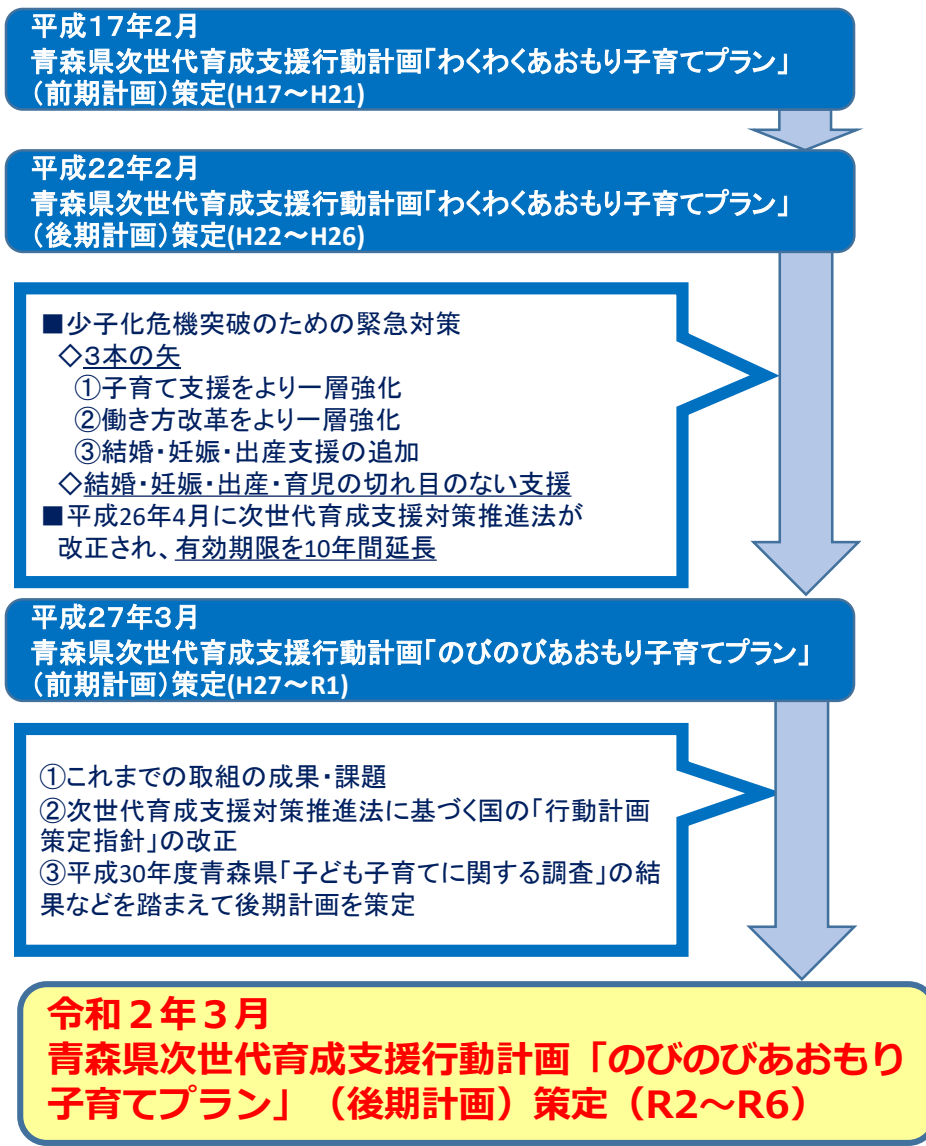 平成17年2月
青森県次世代育成支援行動計画「わくわくあおもり子育てプラン」
（前期計画）策定(H17～H21)
平成22年2月
青森県次世代育成支援行動計画「わくわくあおもり子育てプラン」
（後期計画）策定(H22～H26)
■少子化危機突破のための緊急対策
◇3本の矢
①子育て支援をより一層強化
②働き方改革をより一層強化
③結婚・妊娠・出産支援の追加
◇結婚・妊娠・出産・育児の切れ目のない支援
■平成26年4月に次世代育成支援対策推進法が
改正され、有効期限を10年間延長
平成27年3月
青森県次世代育成支援行動計画「のびのびあおもり子育てプラン」
（前期計画）策定(H27～R1)
①これまでの取組の成果・課題
②次世代育成支援対策推進法に基づく国の「行動計画
策定指針」の改正
③平成30年度青森県「子ども子育てに関する調査」の結
果などを踏まえて後期計画を策定
令和２年３月
青森県次世代育成支援行動計画「のびのびあおもり
子育てプラン」（後期計画）策定（R2～R6）